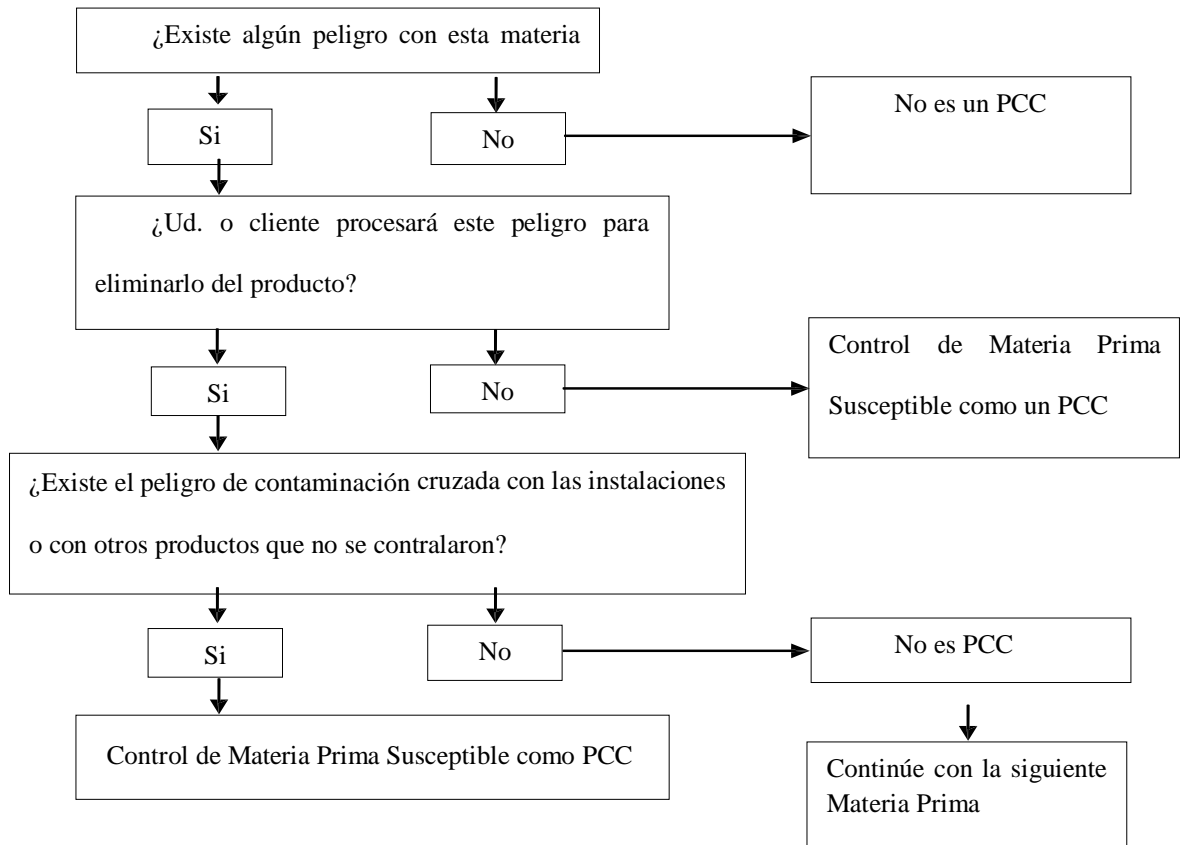 ¿Existe algún peligro con esta materia
Si
No
No es un PCC
¿Ud. o cliente procesará este peligro para
eliminarlo del producto?
Si
No
Control de Materia Prima
Susceptible como un PCC
¿Existe el peligro de contaminación cruzada con las instalaciones
o con otros productos que no se contralaron?
Si
No
No es PCC
Control de Materia Prima Susceptible como PCC
Continúe con la siguiente
Materia Prima